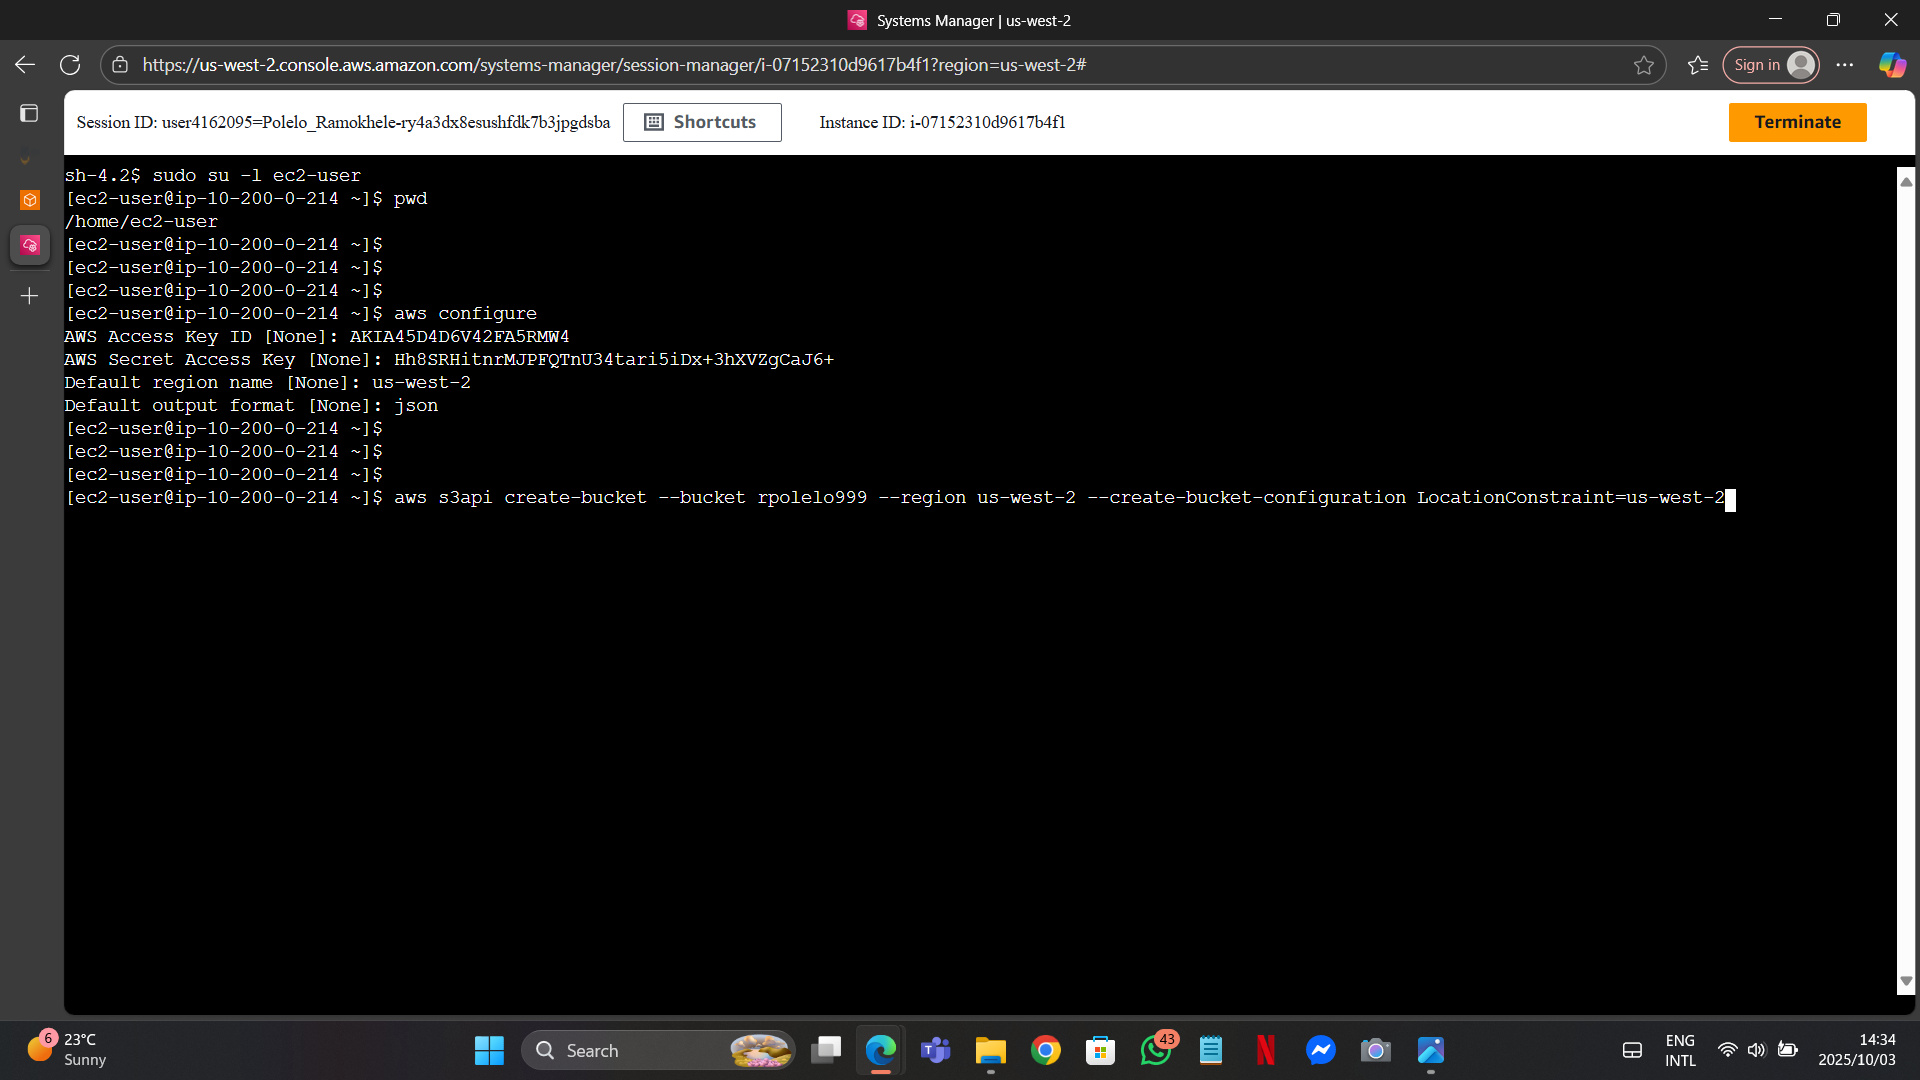 Systems Manager | us-west-2
https://us-west-2.console.aws.amazon.com/systems-manager/session-manager/i-07152310d9617b4f1?region=us-west-2#
Sign in
Session ID: user4162095=Polelo_Ramokhele-ry4a3dx8esushfdk7b3jpgdsba
Shortcuts
Instance ID: i-07152310d9617b4f1
Terminate
sh-4.2$ sudo su -l ec2-user
[ec2-user@ip-10-200-0-214 ~]$ pwd
/home/ec2-user
[ec2-user@ip-10-200-0-214 ~]$
[ec2-user@ip-10-200-0-214 ~]$
[ec2-user@ip-10-200-0-214 ~]$
[ec2-user@ip-10-200-0-214 ~]$ aws configure
AWS Access Key ID [None]: AKIA45D4D6V42FA5RMW4
AWS Secret Access Key [None]: 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
Default region name [None]: us-west-2
Default output format [None]: json
[ec2-user@ip-10-200-0-214 ~]$
[ec2-user@ip-10-200-0-214 ~]$
[ec2-user@ip-10-200-0-214 ~]$
[ec2-user@ip-10-200-0-214 ~]$ aws s3api create-bucket --bucket rpolelo999 --region us-west-2 --create-bucket-configuration LocationConstraint=us-west-2
6
23°C
Sunny
Search
43
ENG
INTL
14:34
2025/10/03